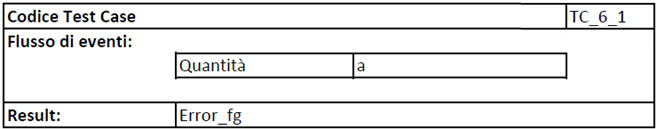 Codice Test Case TC_6_1
Flusso di eventi:
Quantità a
Result: Error_fg